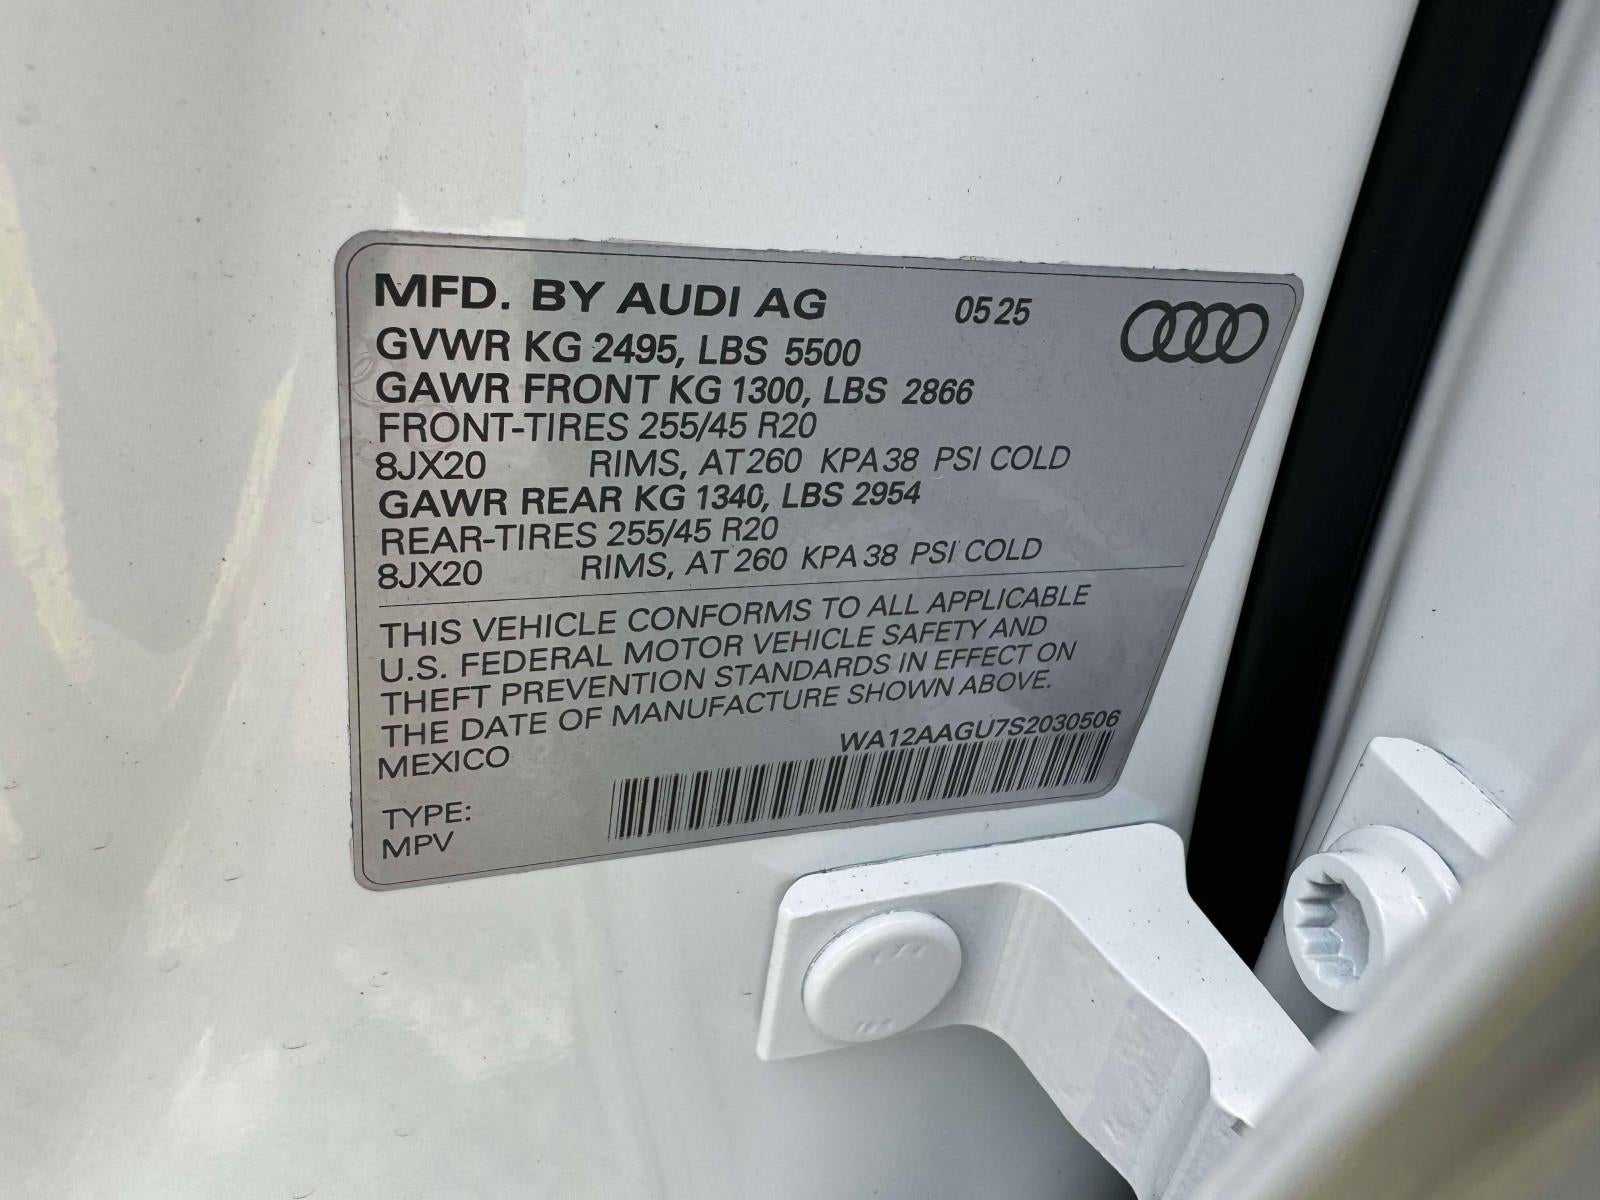 MFD. BY AUDI AG 05 25
GVWR KG 2495, LBS 5500
GAWR FRONT KG 1300, LBS 2866
FRONT-TIRES 255/45 R20
8JX20 RIMS, AT 260 KPA 38 PSI COLD
GAWR REAR KG 1340, LBS 2954
REAR-TIRES 255/45 R20
8JX20 RIMS, AT 260 KPA 38 PSI COLD
THIS VEHICLE CONFORMS TO ALL APPLICABLE
U.S. FEDERAL MOTOR VEHICLE SAFETY AND
THEFT PREVENTION STANDARDS IN EFFECT ON
THE DATE OF MANUFACTURE SHOWN ABOVE.
MEXICO WA12AAGU7S2030506
TYPE:
MPV